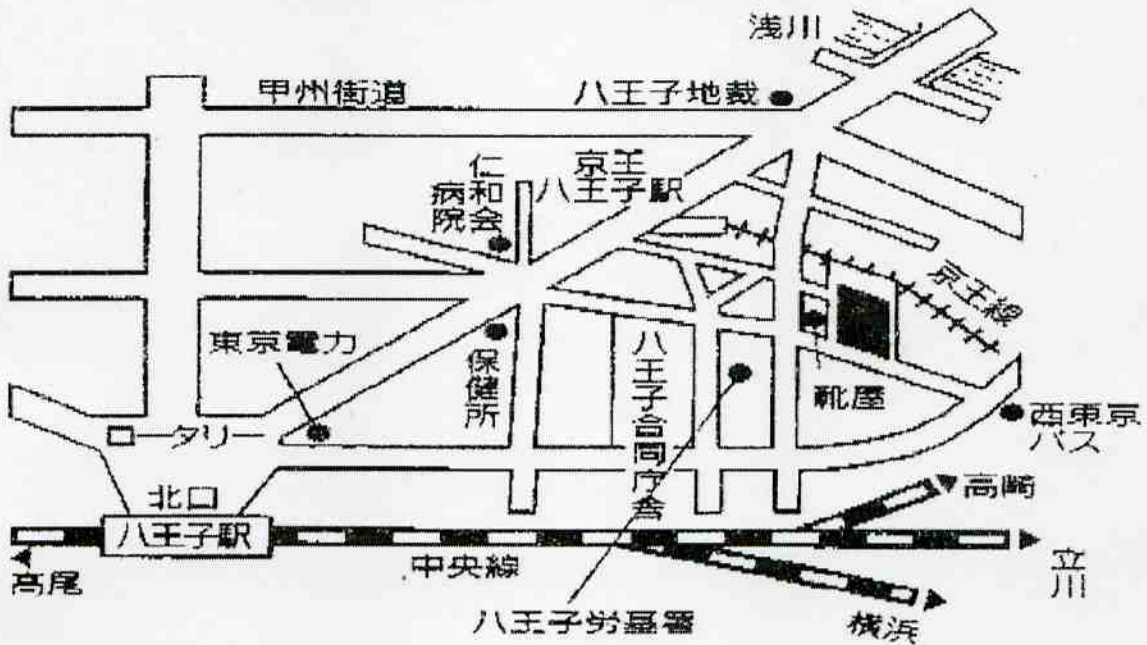 浅川
甲州街道
八王子地裁
仁和会
病院
京王
八王子駅
京王線
東京電力
保健所
八王子合同庁舎
靴屋
西東京
バス
ロータリー
北口
八王子駅
高崎
中央線
立川
高尾
八王子労基署
横浜